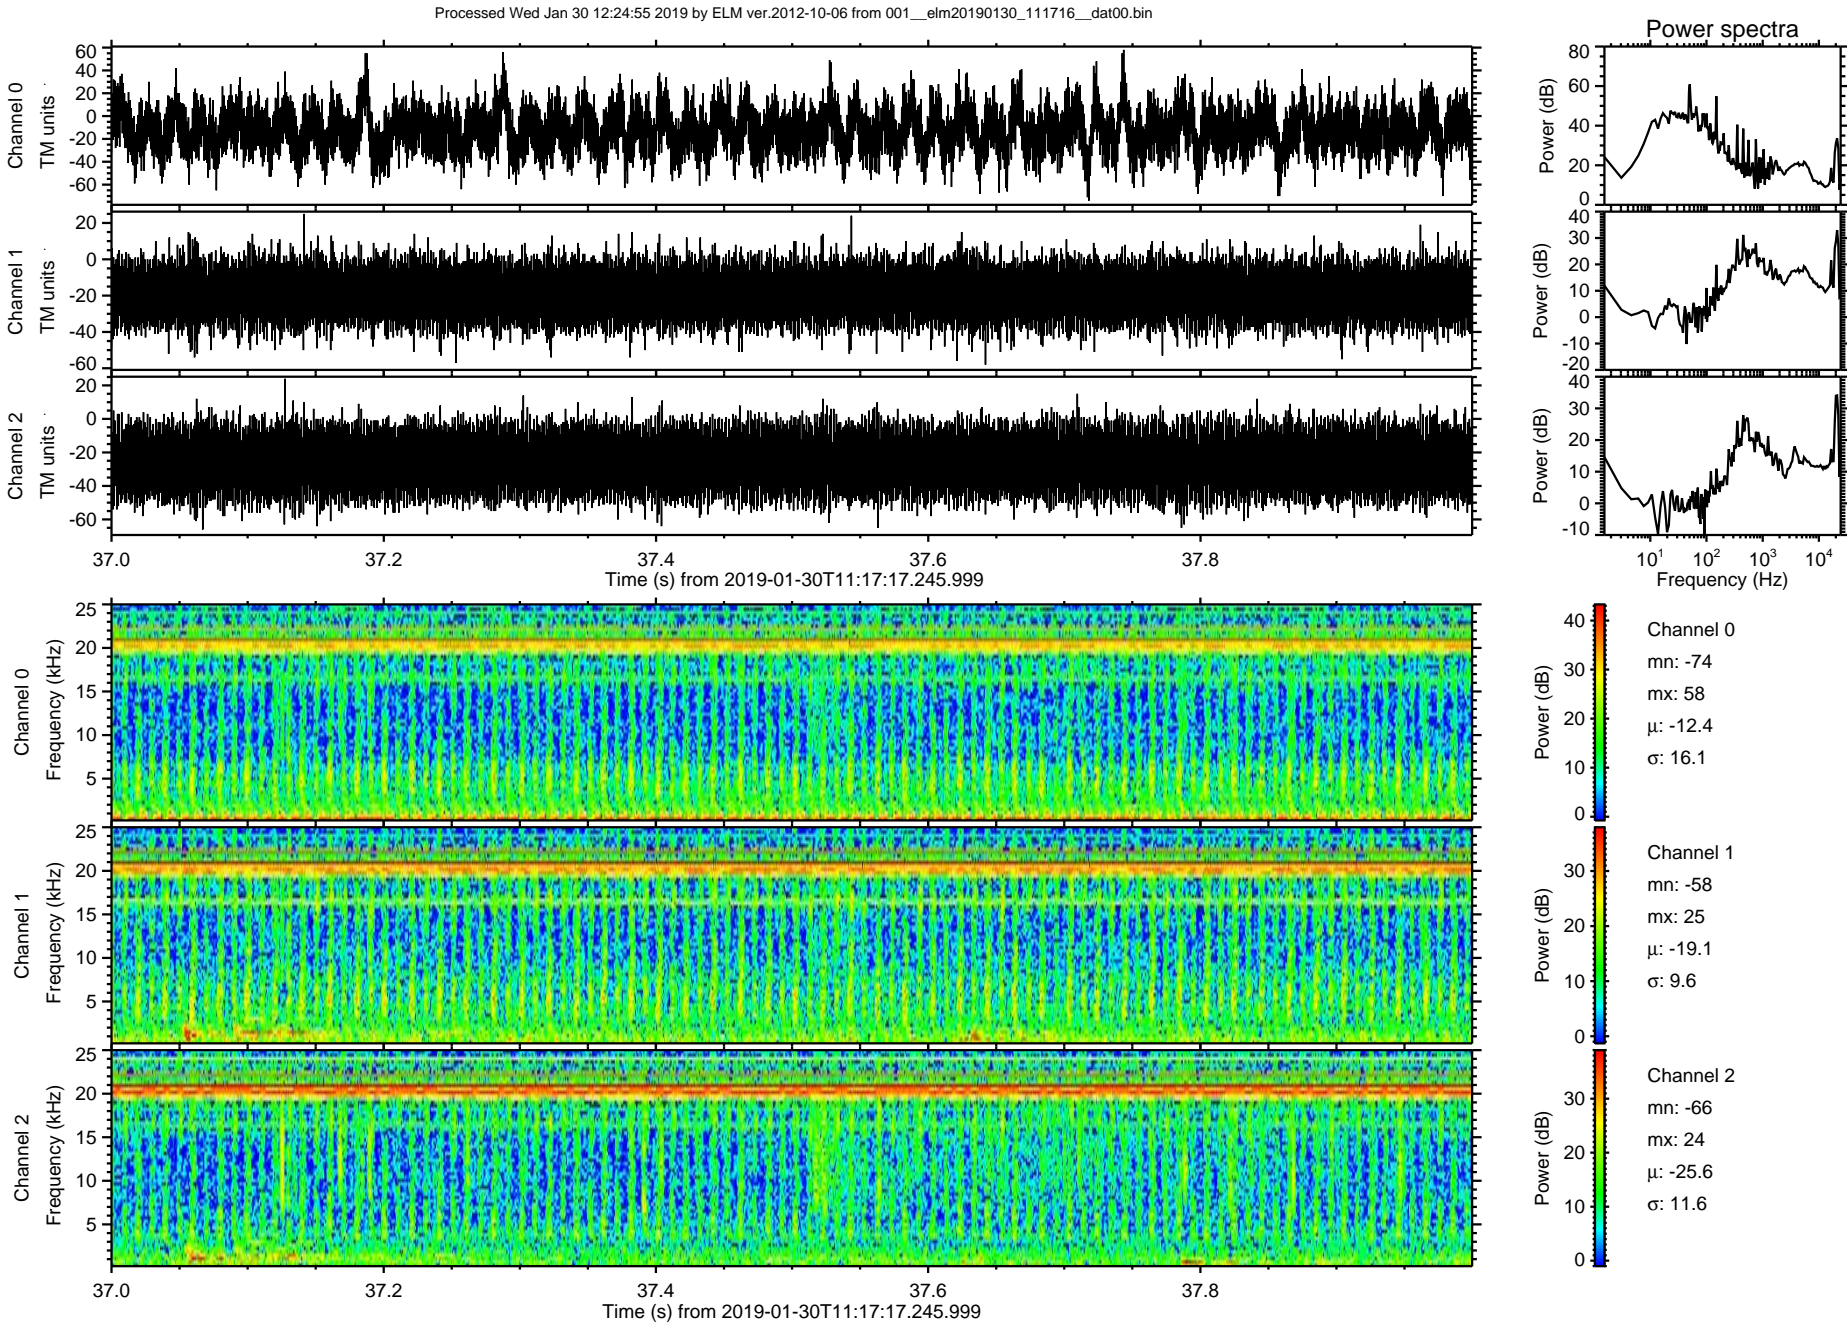 Processed Wed Jan 30 12:24:55 2019 by ELM ver.2012-10-06 from 001__elm20190130_111716__dat00.bin
Power spectra
Channel 0
TM units
60
40
20
0
-20
-40
-60
Power (dB)
80
60
40
20
0
Channel 1
TM units
20
0
-20
-40
-60
Power (dB)
40
30
20
10
0
-10
-20
Channel 2
TM units
20
0
-20
-40
-60
Power (dB)
40
30
20
10
0
-10
37.0 37.2 37.4 37.6 37.8
Time (s) from 2019-01-30T11:17:17.245.999
10^1 10^2 10^3 10^4
Frequency (Hz)
Channel 0
Frequency (kHz)
25
20
15
10
5
Power (dB)
40
30
20
10
0
Channel 0
mn: -74
mx: 58
µ: -12.4
σ: 16.1
Channel 1
Frequency (kHz)
25
20
15
10
5
Power (dB)
30
20
10
0
Channel 1
mn: -58
mx: 25
µ: -19.1
σ: 9.6
Channel 2
Frequency (kHz)
25
20
15
10
5
Power (dB)
30
20
10
0
Channel 2
mn: -66
mx: 24
µ: -25.6
σ: 11.6
37.0 37.2 37.4 37.6 37.8
Time (s) from 2019-01-30T11:17:17.245.999